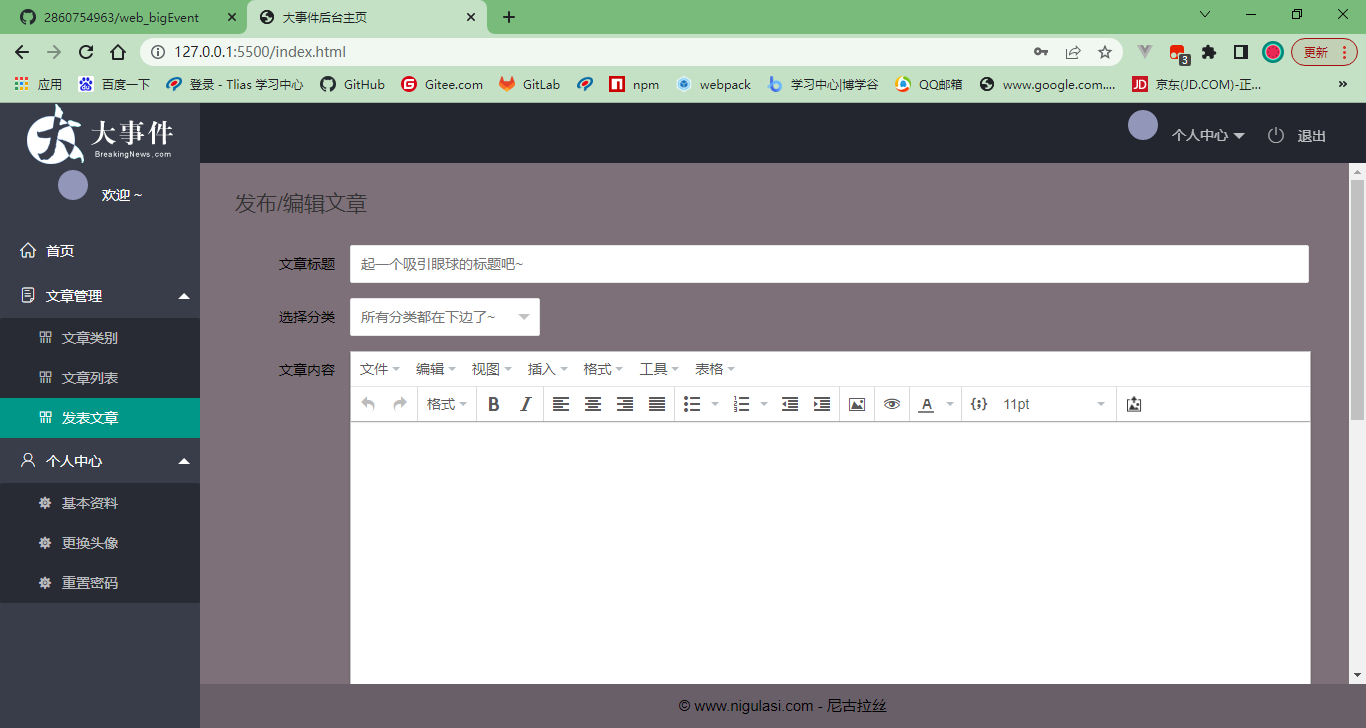 2860754963/web_bigEvent
大事件后台主页
127.0.0.1:5500/index.html
3
更新
应用 百度一下 登录 - Tlias 学习中心 GitHub Gitee.com GitLab npm webpack 学习中心|博学谷 QQ邮箱 www.google.com.... JD 京东(JD.COM)-正...
大事件
BreakingNews.com
个人中心 退出
欢迎 ~
首页
文章管理
文章类别
文章列表
发表文章
个人中心
基本资料
更换头像
重置密码
发布/编辑文章
文章标题 起一个吸引眼球的标题吧~
选择分类 所有分类都在下边了~
文章内容 文件 编辑 视图 插入 格式 工具 表格
格式 B I A 11pt
© www.nigulasi.com - 尼古拉丝